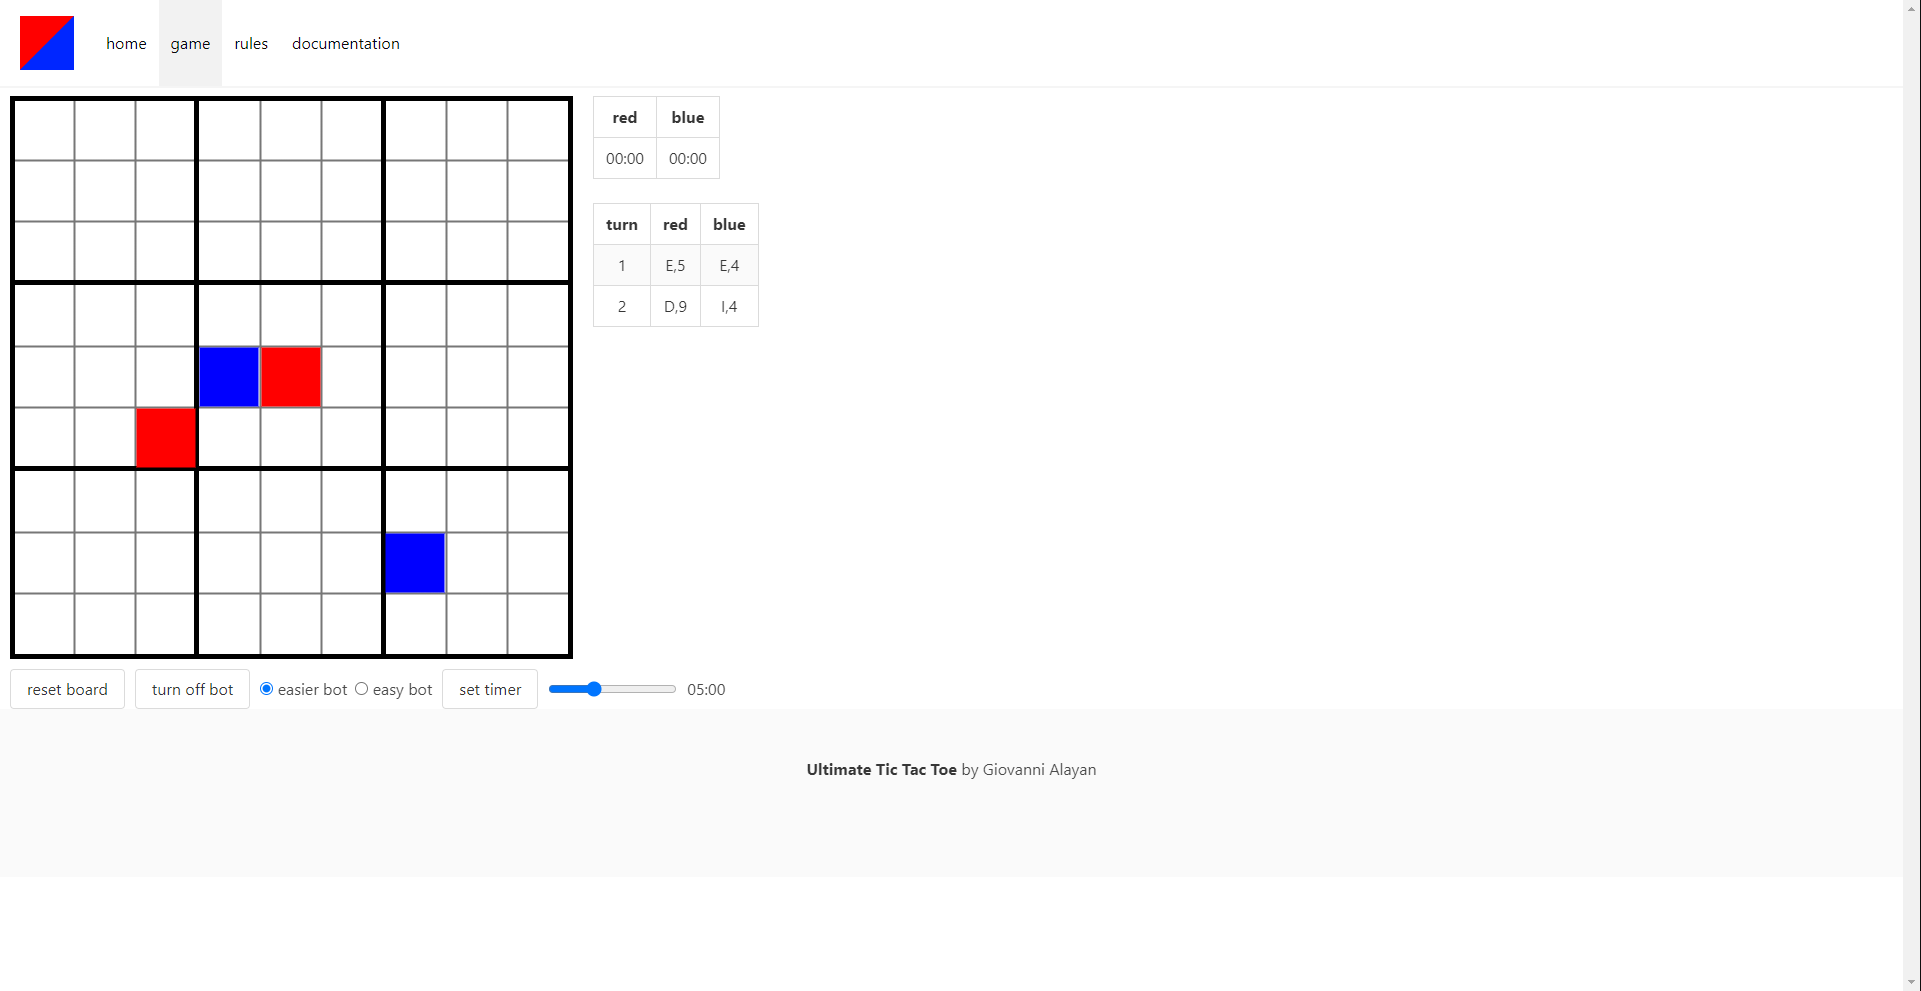 home game rules documentation
red blue
00:00 00:00
turn red blue
1 E,5 E,4
2 D,9 I,4
reset board turn off bot easier bot easy bot set timer 05:00
Ultimate Tic Tac Toe by Giovanni Alayan